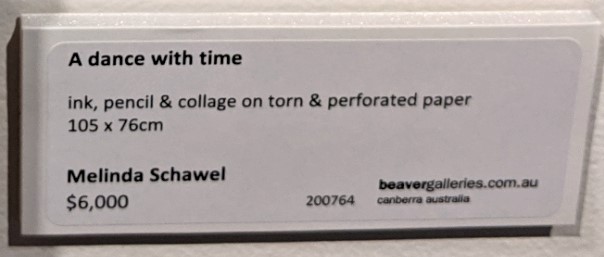 A dance with time
ink, pencil & collage on torn & perforated paper
105 x 76cm
Melinda Schawel
$6,000
200764
beavergalleries.com.au
canberra australia